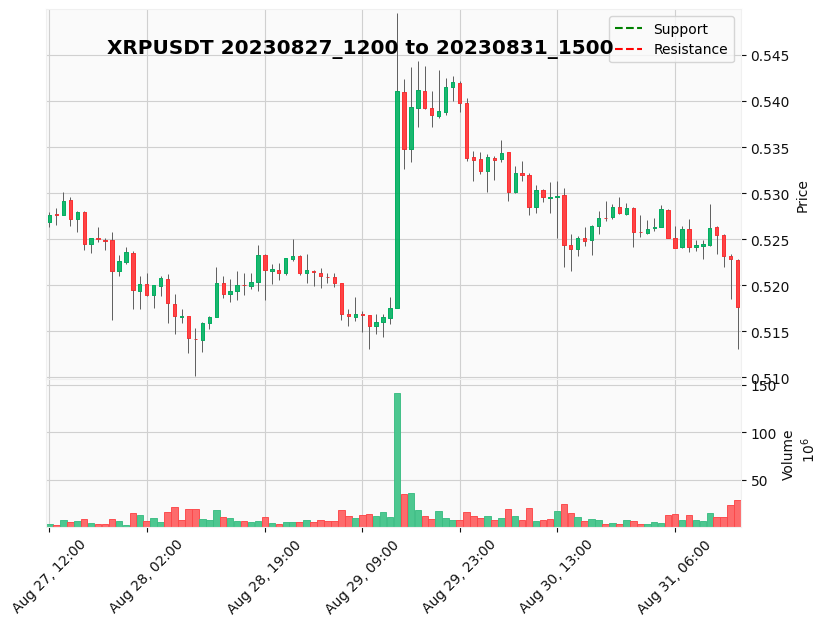 XRPUSDT 20230827_1200 to 20230831_1500
Support
Resistance
0.545
0.540
0.535
0.530
0.525
0.520
0.515
0.510
Price
150
100
50
Volume
10^6
Aug 27, 12:00
Aug 28, 02:00
Aug 28, 19:00
Aug 29, 09:00
Aug 29, 23:00
Aug 30, 13:00
Aug 31, 06:00